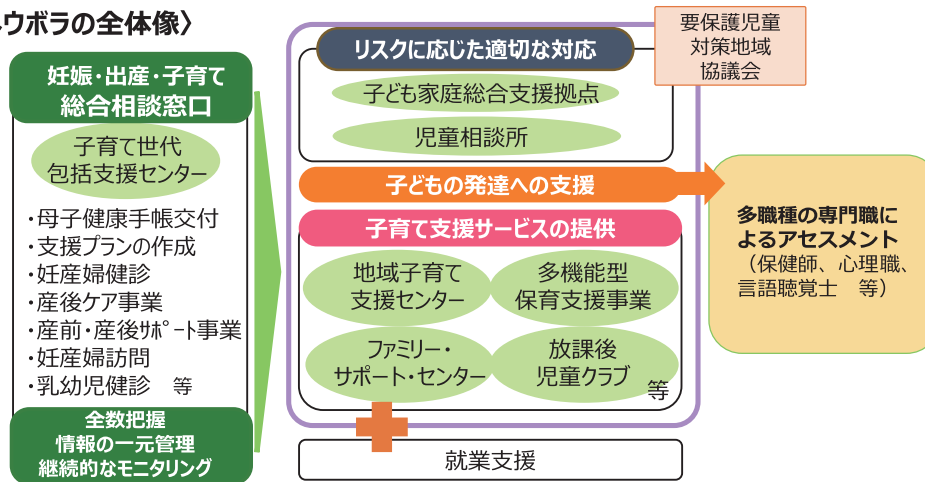 ウボラの全体像〉
妊娠・出産・子育て
総合相談窓口
子育て世代
包括支援センター
・母子健康手帳交付
・支援プランの作成
・妊産婦健診
・産後ケア事業
・産前・産後ｻﾎﾟｰﾄ事業
・妊産婦訪問
・乳幼児健診　等
全数把握
情報の一元管理
継続的なモニタリング
リスクに応じた適切な対応
子ども家庭総合支援拠点
児童相談所
要保護児童
対策地域
協議会
子どもの発達への支援
子育て支援サービスの提供
地域子育て
支援センター
多機能型
保育支援事業
ファミリー・
サポート・センター
放課後
児童クラブ
等
就業支援
多職種の専門職に
よるアセスメント
（保健師、心理職、
言語聴覚士　等）